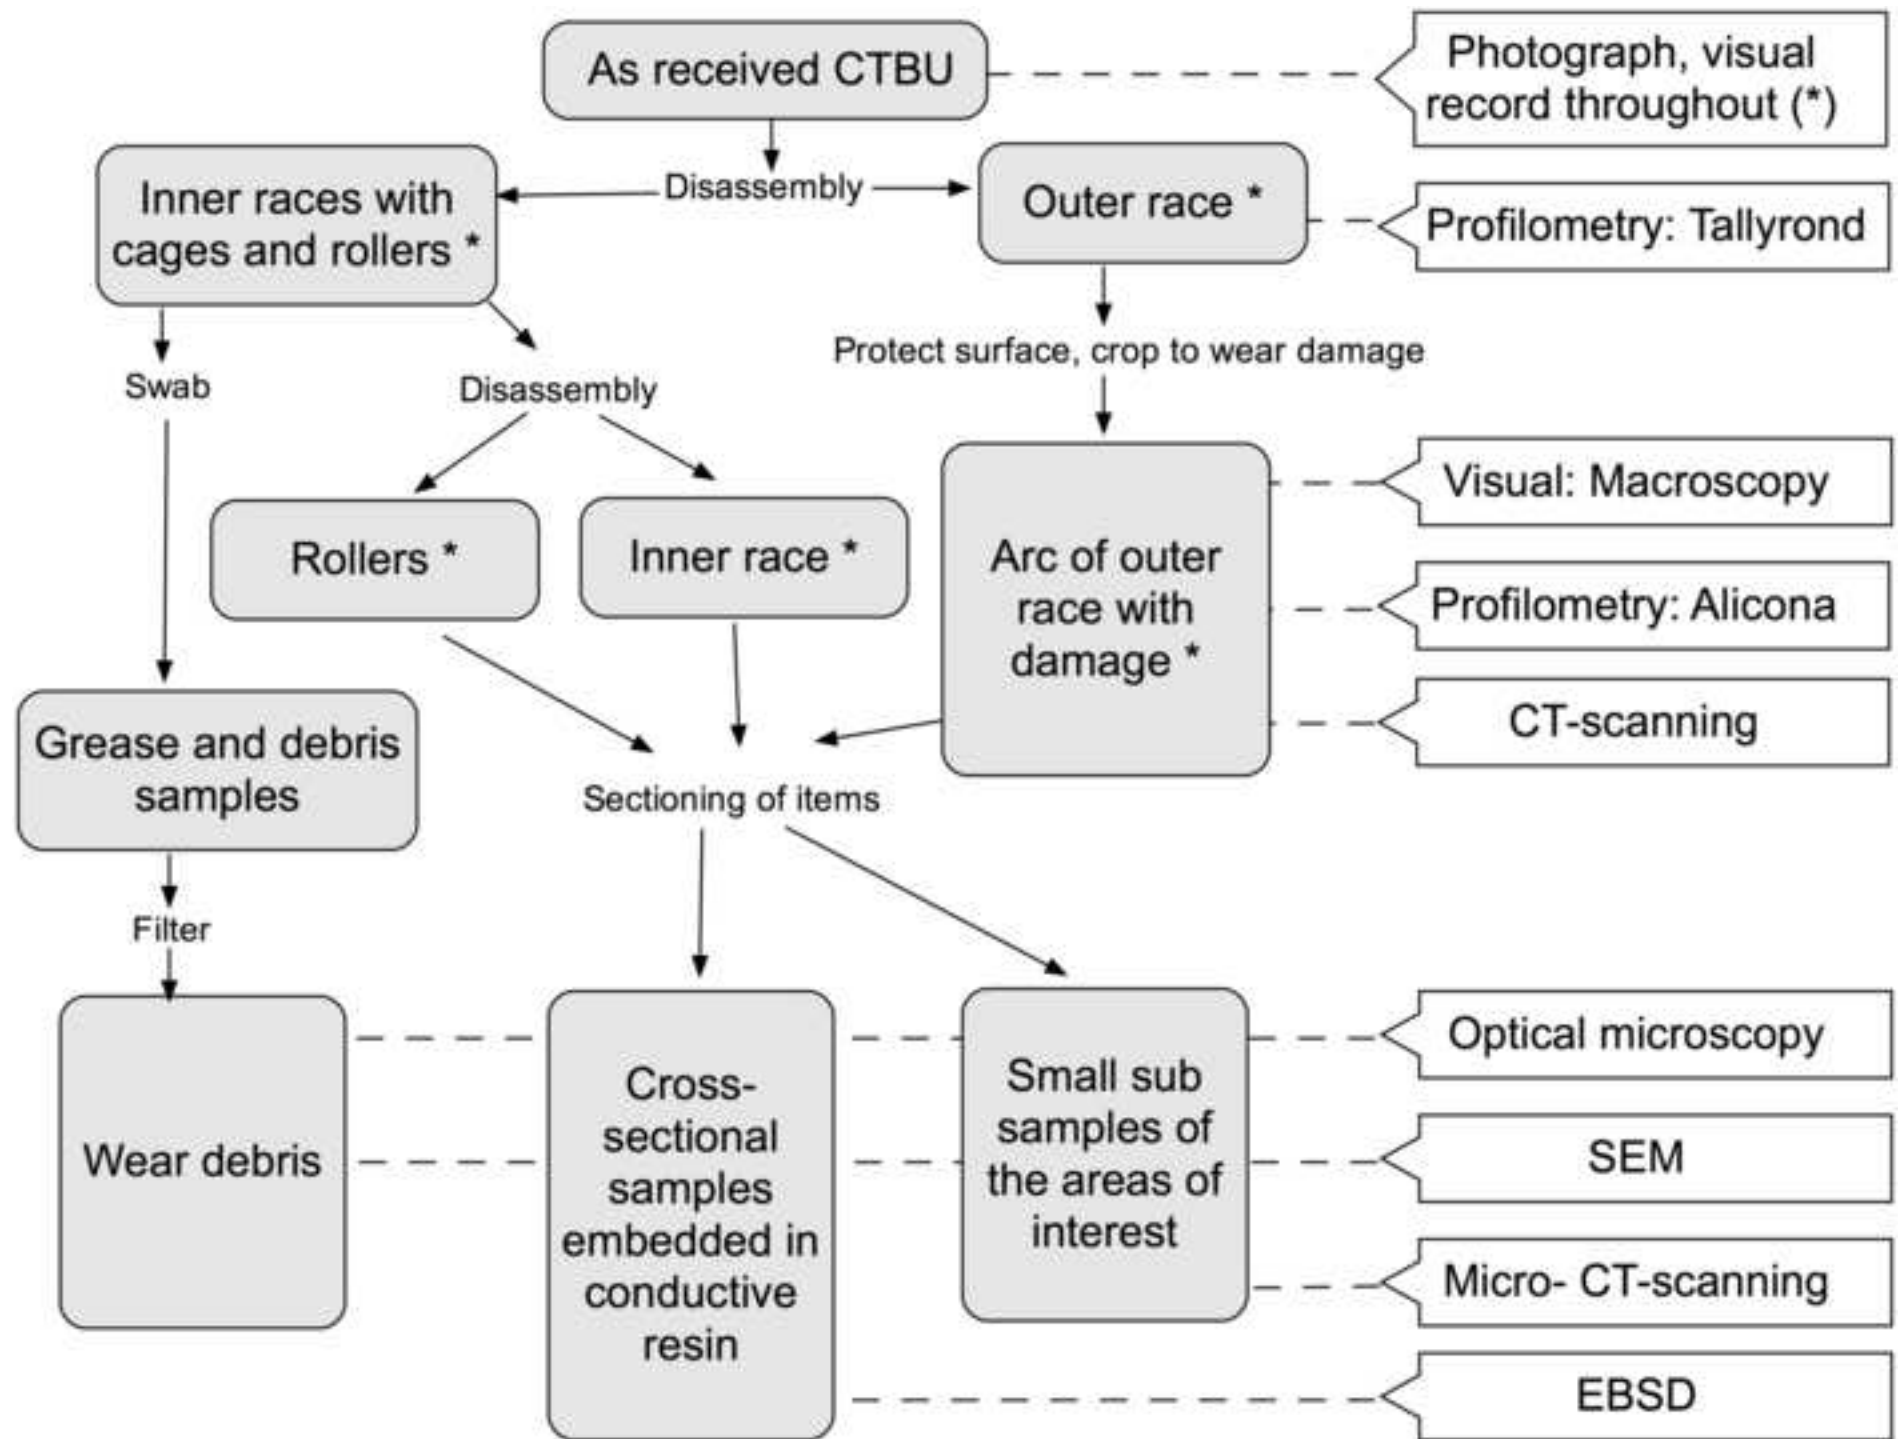 As received CTBU
Photograph, visual
record throughout (*)
Inner races with
cages and rollers *
Disassembly
Outer race *
Profilometry: Tallyrond
Protect surface, crop to wear damage
Swab
Disassembly
Rollers *
Inner race *
Arc of outer
race with
damage *
Visual: Macroscopy
Profilometry: Alicona
CT-scanning
Grease and debris
samples
Sectioning of items
Filter
Wear debris
Cross-
sectional
samples
embedded in
conductive
resin
Small sub
samples of
the areas of
interest
Optical microscopy
SEM
Micro- CT-scanning
EBSD